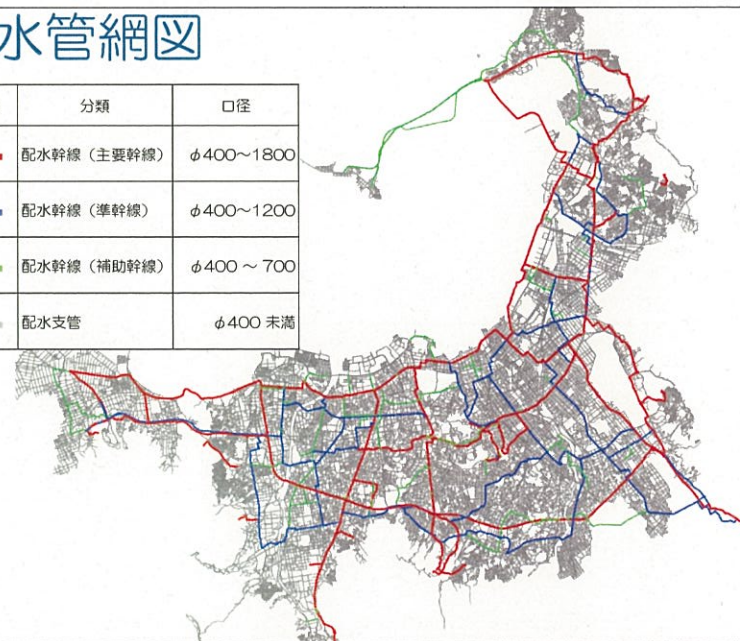 水管網図
分類 口径
配水幹線（主要幹線） φ400～1800
配水幹線（準幹線） φ400～1200
配水幹線（補助幹線） φ400 ～ 700
配水支管 φ400 未満